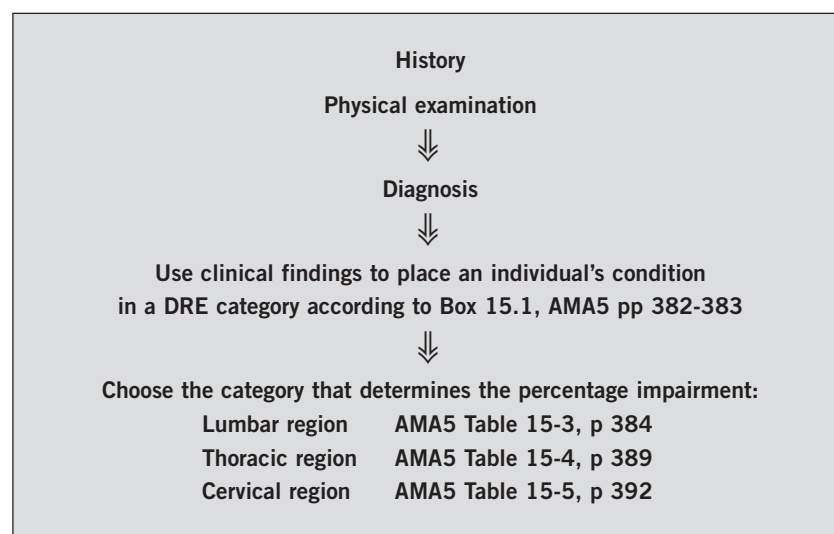 History
Physical examination
Diagnosis
Use clinical findings to place an individual's condition
in a DRE category according to Box 15.1, AMA5 pp 382-383
Choose the category that determines the percentage impairment:
Lumbar region AMA5 Table 15-3, p 384
Thoracic region AMA5 Table 15-4, p 389
Cervical region AMA5 Table 15-5, p 392